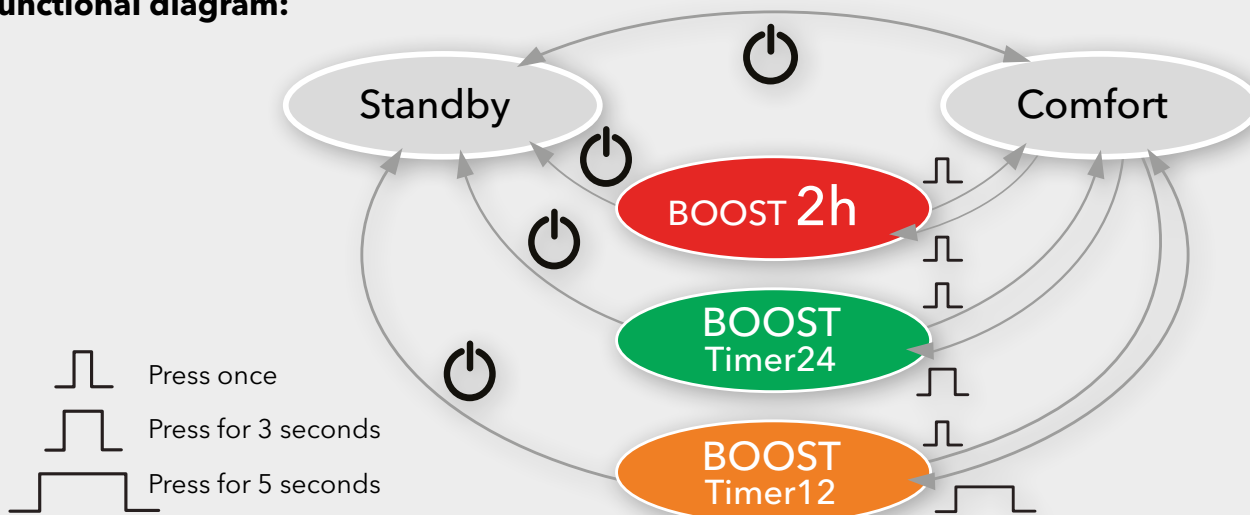 unctional diagram:
Standby
Comfort
BOOST 2h
BOOST
Timer24
BOOST
Timer12
Press once
Press for 3 seconds
Press for 5 seconds